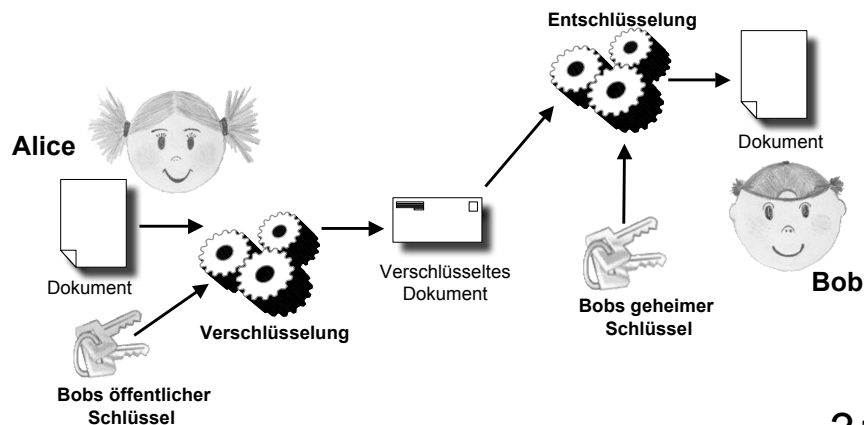 Alice
Dokument
Bobs öffentlicher
Schlüssel
Verschlüsselung
Verschlüsseltes
Dokument
Entschlüsselung
Bobs geheimer
Schlüssel
Dokument
Bob